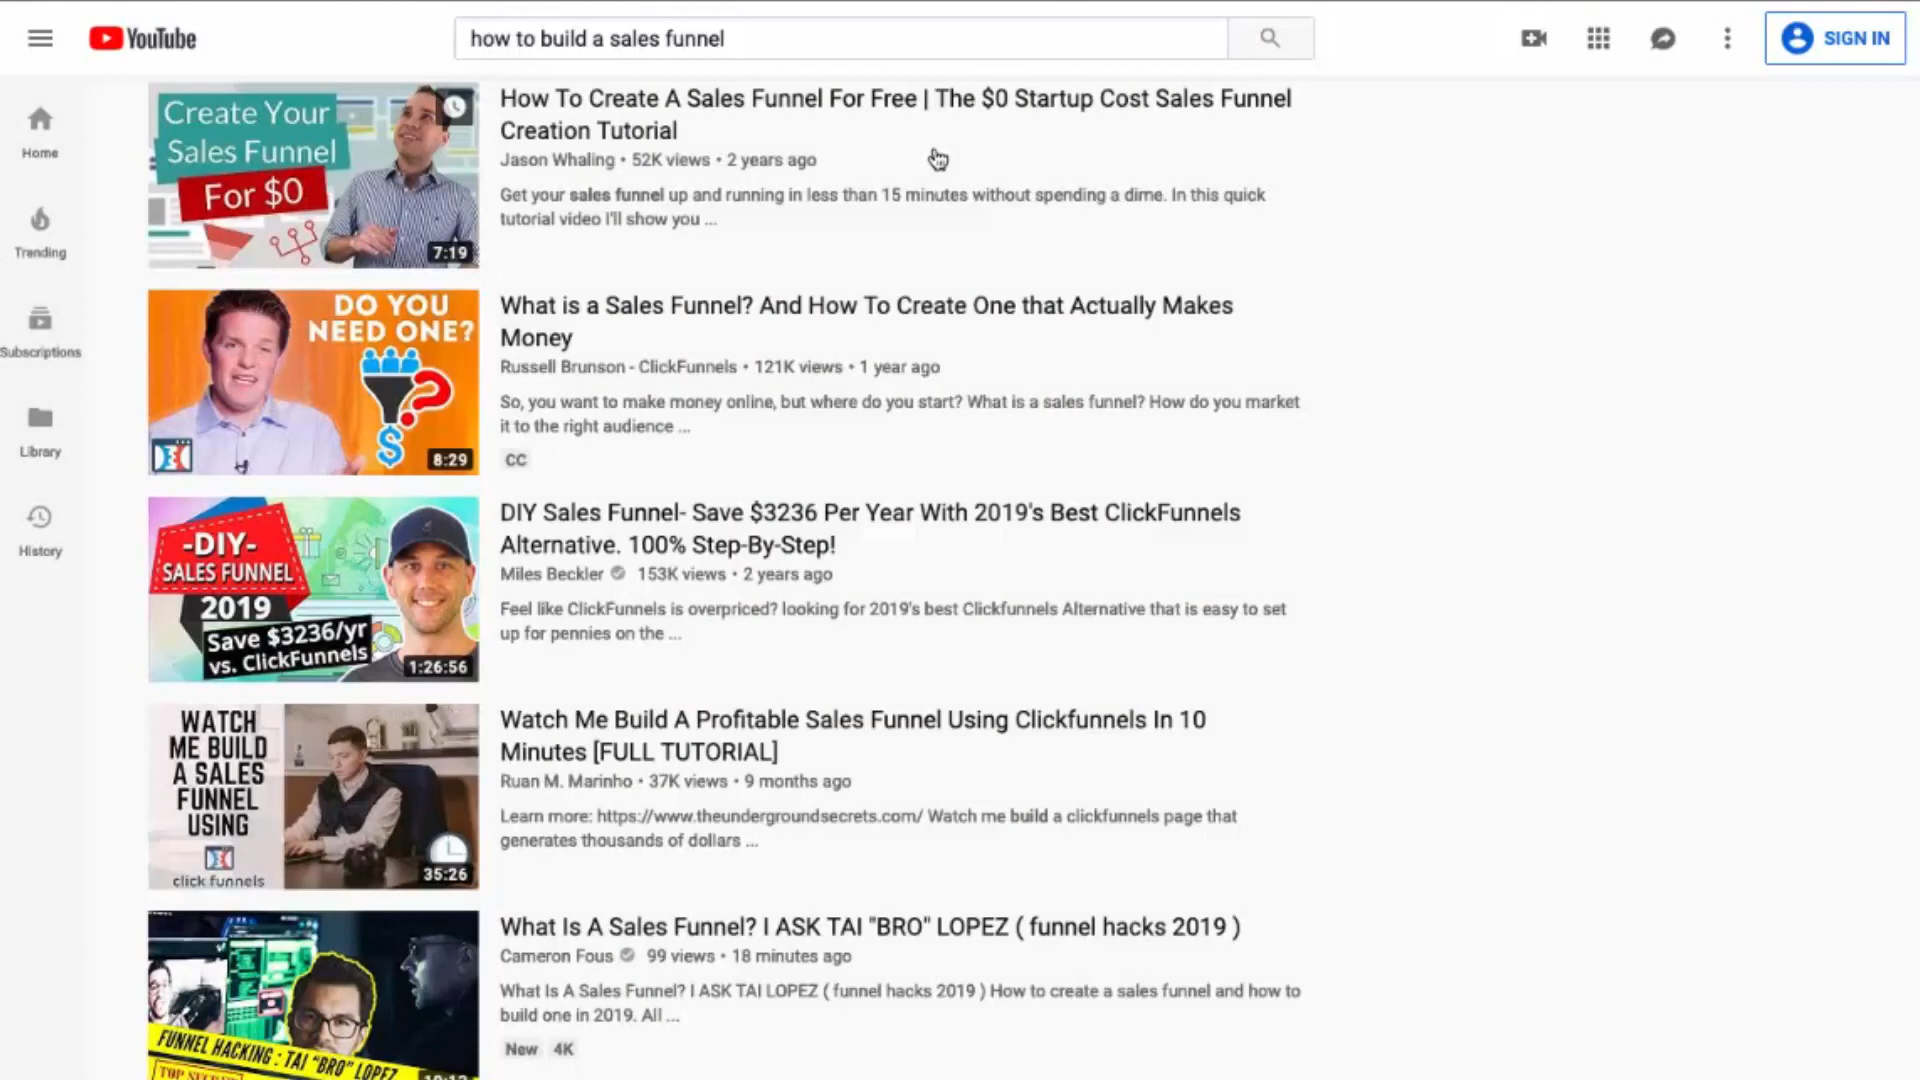 YouTube
how to build a sales funnel
SIGN IN
Home
Trending
Subscriptions
Library
History
Create Your
Sales Funnel
For $0
7:19
How To Create A Sales Funnel For Free | The $0 Startup Cost Sales Funnel
Creation Tutorial
Jason Whaling • 52K views • 2 years ago
Get your sales funnel up and running in less than 15 minutes without spending a dime. In this quick
tutorial video I'll show you ...
DO YOU
NEED ONE?
$
8:29
What is a Sales Funnel? And How To Create One that Actually Makes
Money
Russell Brunson - ClickFunnels • 121K views • 1 year ago
So, you want to make money online, but where do you start? What is a sales funnel? How do you market
it to the right audience ...
CC
-DIY-
SALES FUNNEL
2019
Save $3236/yr
vs. ClickFunnels
1:26:56
DIY Sales Funnel- Save $3236 Per Year With 2019's Best ClickFunnels
Alternative. 100% Step-By-Step!
Miles Beckler 153K views • 2 years ago
Feel like ClickFunnels is overpriced? looking for 2019's best Clickfunnels Alternative that is easy to set
up for pennies on the ...
WATCH
ME BUILD
A SALES
FUNNEL
USING
click funnels
35:26
Watch Me Build A Profitable Sales Funnel Using Clickfunnels In 10
Minutes [FULL TUTORIAL]
Ruan M. Marinho • 37K views • 9 months ago
Learn more: https://www.theundergroundsecrets.com/ Watch me build a clickfunnels page that
generates thousands of dollars ...
FUNNEL HACKING : TAI "BRO" LOPEZ
What Is A Sales Funnel? I ASK TAI "BRO" LOPEZ ( funnel hacks 2019 )
Cameron Fous 99 views • 18 minutes ago
What Is A Sales Funnel? I ASK TAI LOPEZ ( funnel hacks 2019 ) How to create a sales funnel and how to
build one in 2019. All ...
New 4K